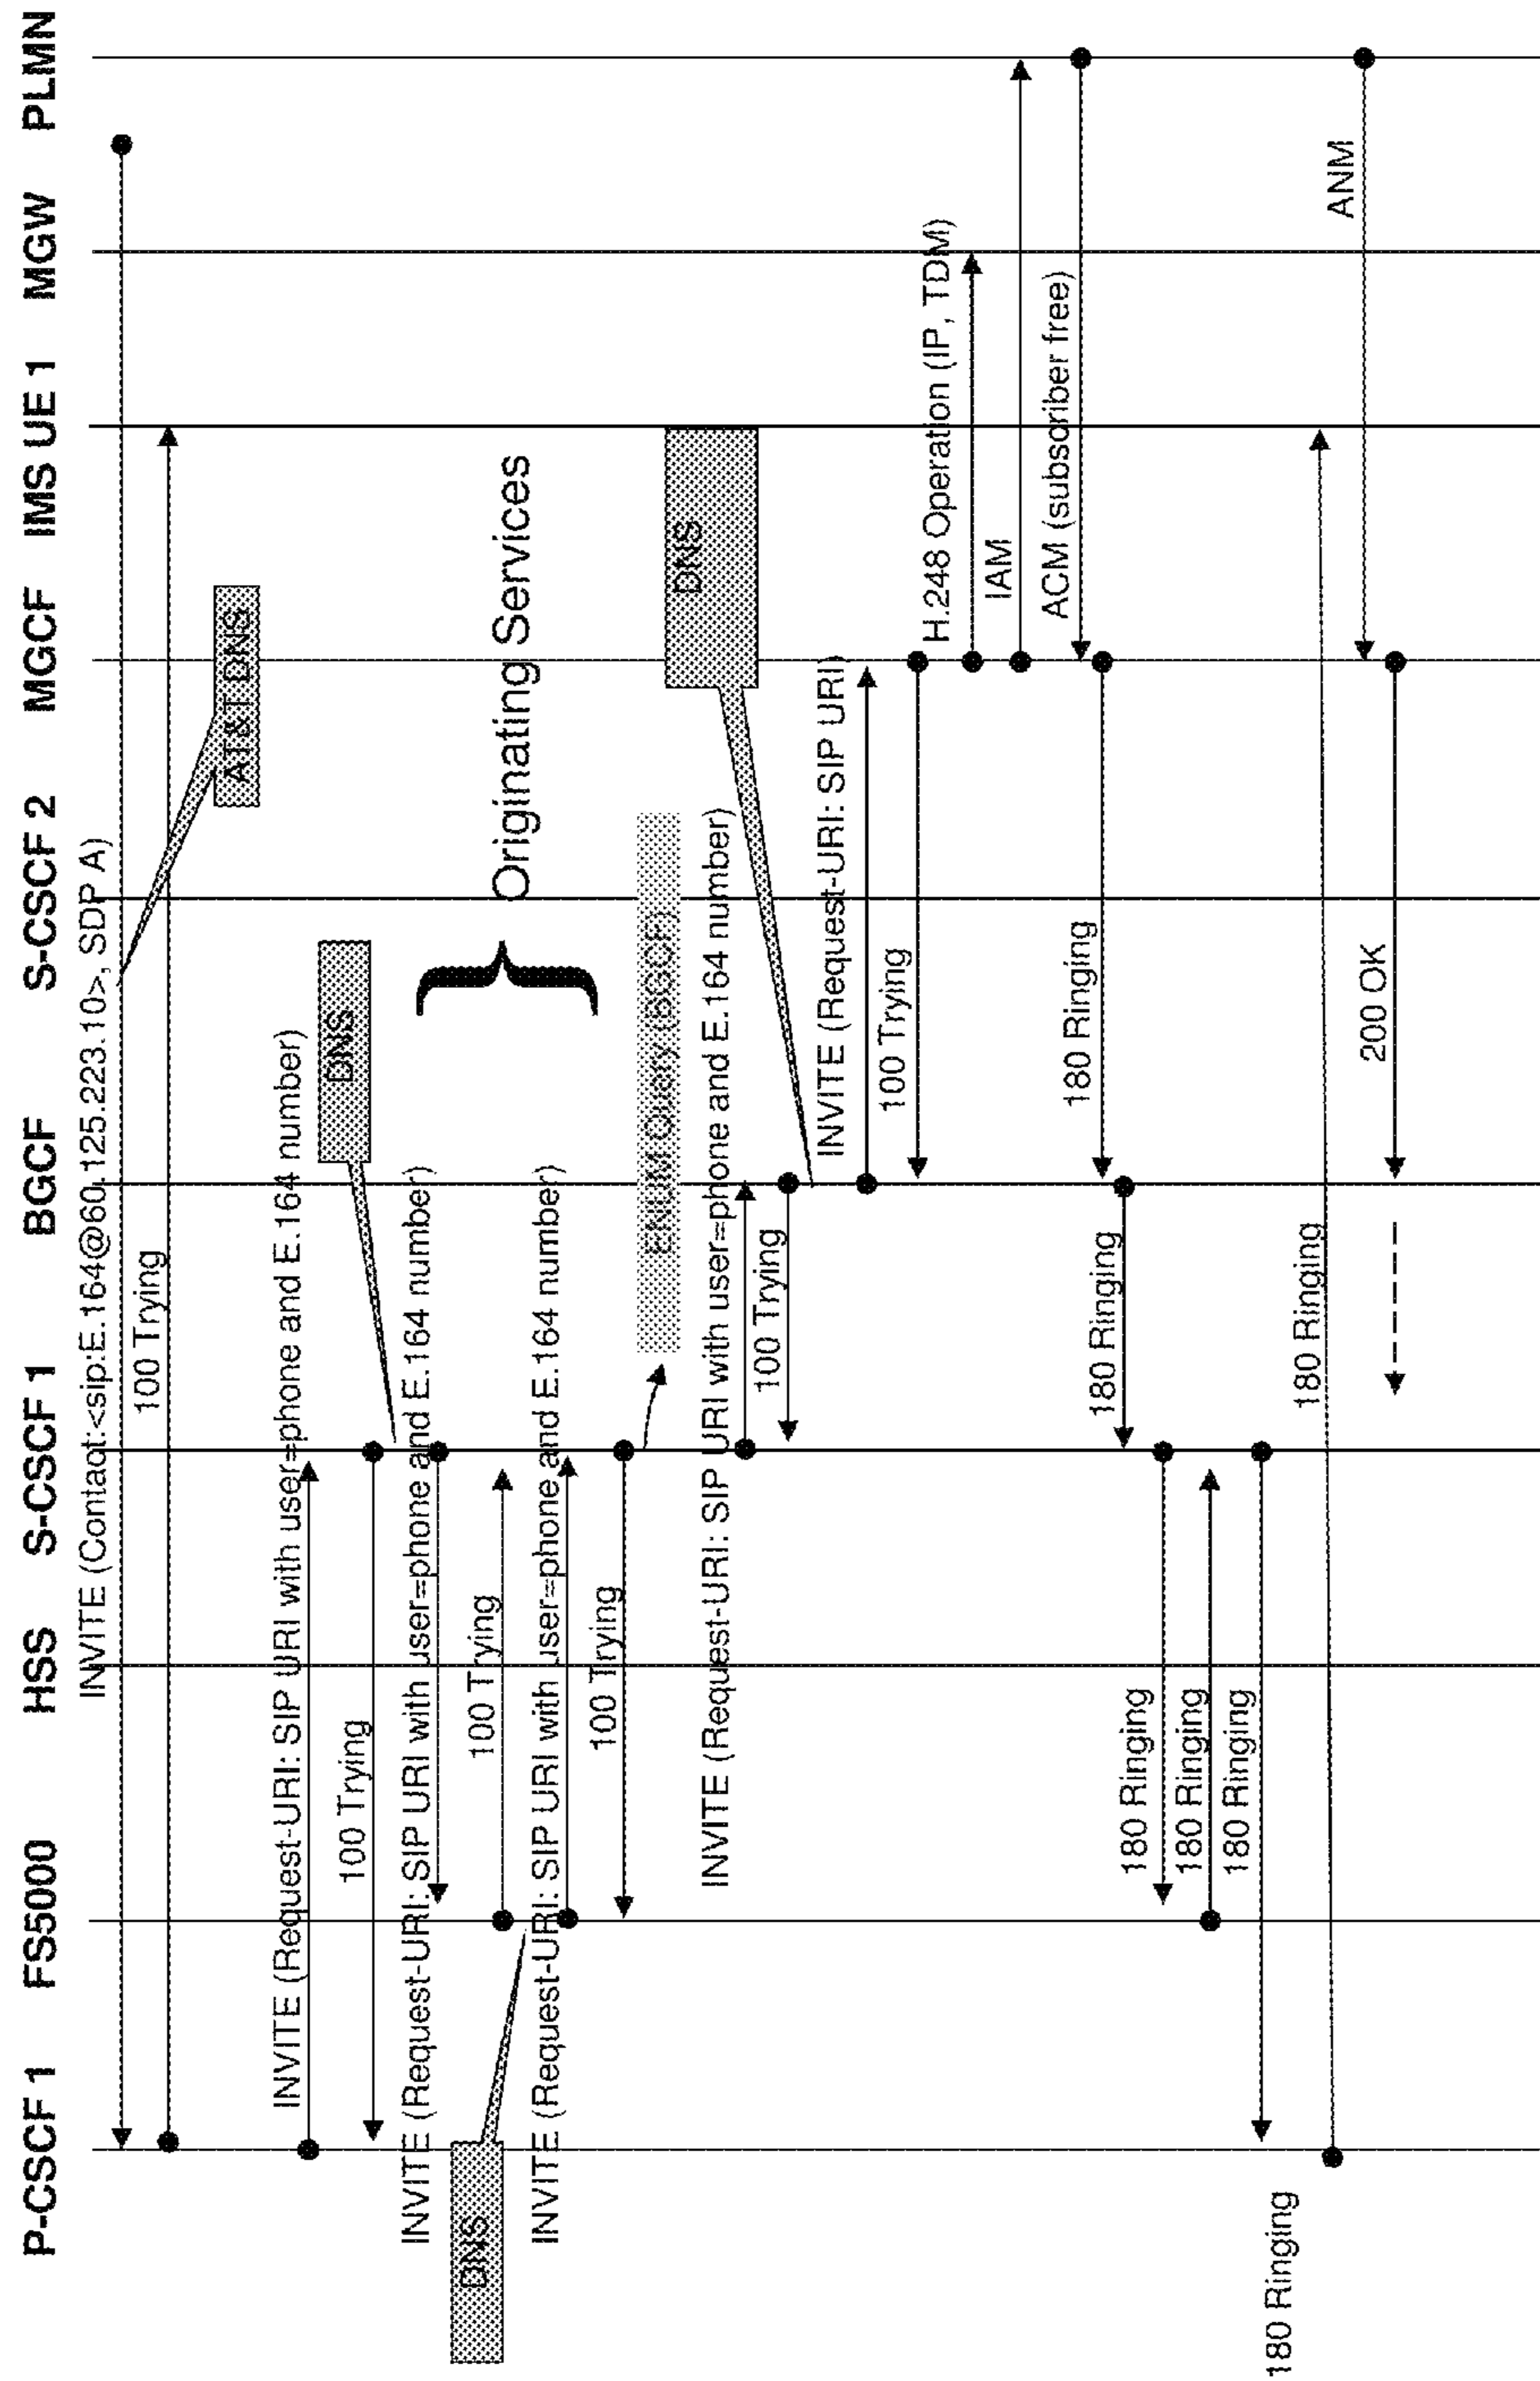 P-CSCF 1 FS5000 HSS S-CSCF 1 BGCF S-CSCF 2 MGCF IMS UE 1 MGW PLMN
INVITE (Contact:<sip:E.164@60.125.223.10>, SDP A)
100 Trying
AT&T DNS
INVITE (Request-URI: SIP URI with user=phone and E.164 number)
DNS
100 Trying
INVITE (Request-URI: SIP URI with user=phone and E.164 number)
DNS
100 Trying
Originating Services
INVITE (Request-URI: SIP URI with user=phone and E.164 number)
100 Trying
ENUM Quary (BGCF)
DNS
INVITE (Request-URI: SIP URI with user=phone and E.164 number)
100 Trying
INVITE (Request-URI: SIP URI)
100 Trying
H.248 Operation (IP, TDM)
IAM
ACM (subscriber free)
180 Ringing
180 Ringing
180 Ringing
180 Ringing
180 Ringing
180 Ringing
180 Ringing
ANM
200 OK